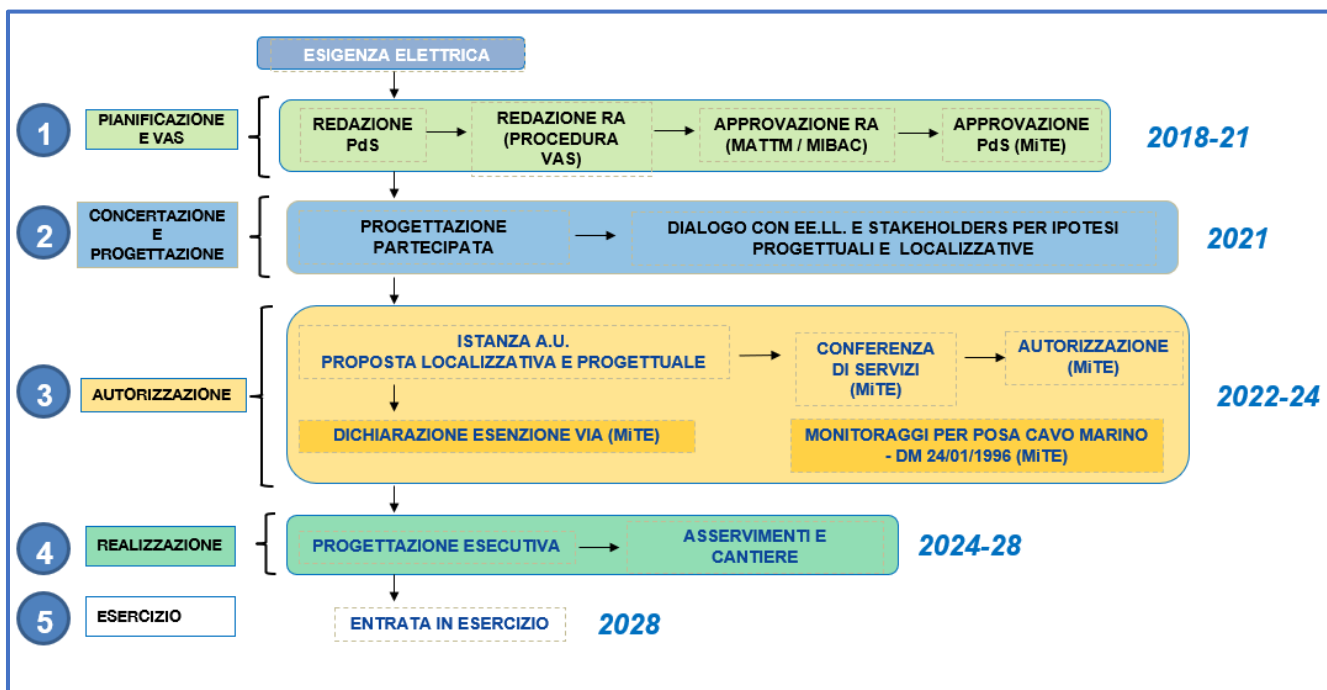 ESIGENZA ELETTRICA
1
PIANIFICAZIONE
E VAS
REDAZIONE
PdS
REDAZIONE RA
(PROCEDURA
VAS)
APPROVAZIONE RA
(MATTM / MIBAC)
APPROVAZIONE
PdS (MiTE)
2018-21
2
CONCERTAZIONE
E
PROGETTAZIONE
PROGETTAZIONE
PARTECIPATA
DIALOGO CON EE.LL. E STAKEHOLDERS PER IPOTESI
PROGETTUALI E LOCALIZZATIVE
2021
3
AUTORIZZAZIONE
ISTANZA A.U.
PROPOSTA LOCALIZZATIVA E PROGETTUALE
CONFERENZA
DI SERVIZI
(MiTE)
AUTORIZZAZIONE
(MiTE)
DICHIARAZIONE ESENZIONE VIA (MiTE)
MONITORAGGI PER POSA CAVO MARINO
- DM 24/01/1996 (MiTE)
2022-24
4
REALIZZAZIONE
PROGETTAZIONE ESECUTIVA
ASSERVIMENTI E
CANTIERE
2024-28
5
ESERCIZIO
ENTRATA IN ESERCIZIO
2028